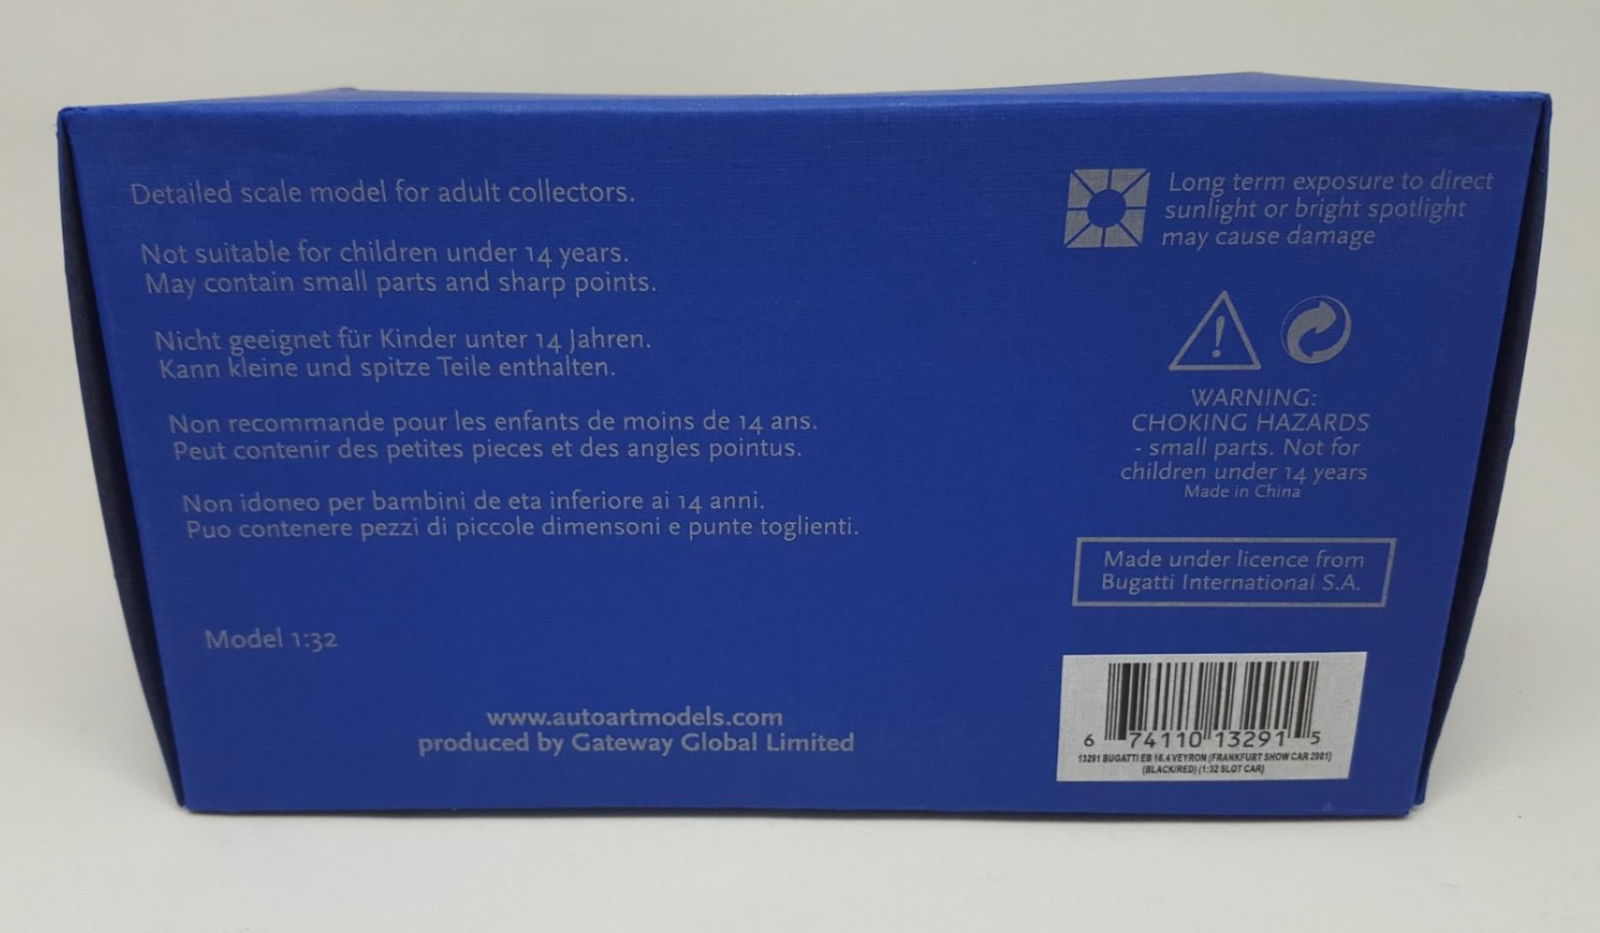 Detailed scale model for adult collectors.
Not suitable for children under 14 years.
May contain small parts and sharp points.
Nicht geeignet für Kinder unter 14 Jahren.
Kann kleine und spitze Teile enthalten.
Non recommande pour les enfants de moins de 14 ans.
Peut contenir des petites pieces et des angles pointus.
Non idoneo per bambini de eta inferiore ai 14 anni.
Puo contenere pezzi di piccole dimensoni e punte toglienti.
Model 1:32
www.autoartmodels.com
produced by Gateway Global Limited
Long term exposure to direct
sunlight or bright spotlight
may cause damage
WARNING:
CHOKING HAZARDS
- small parts. Not for
children under 14 years
Made in China
Made under licence from
Bugatti International S.A.
6 74110 13291 5
13291 BUGATTI EB 16.4 VEYRON (FRANKFURT SHOW CAR 2001)
(BLACK/RED) (1:32 SLOT CAR)